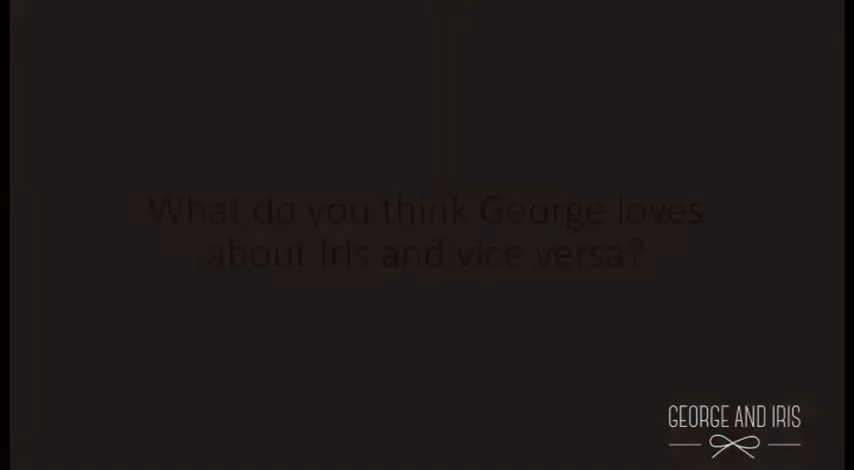 What do you think George loves
about Iris and vice versa?
GEORGE AND IRIS